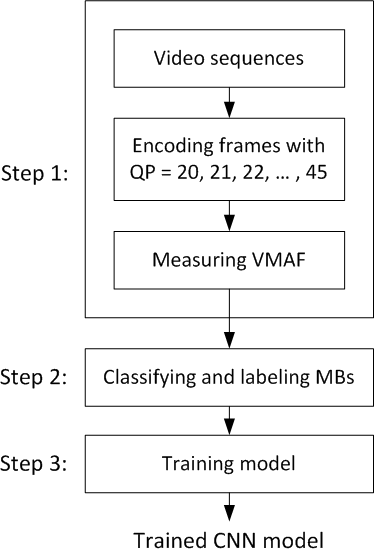 Video sequences
Step 1:
Encoding frames with
QP = 20, 21, 22, … , 45
Measuring VMAF
Step 2:
Classifying and labeling MBs
Step 3:
Training model
Trained CNN model